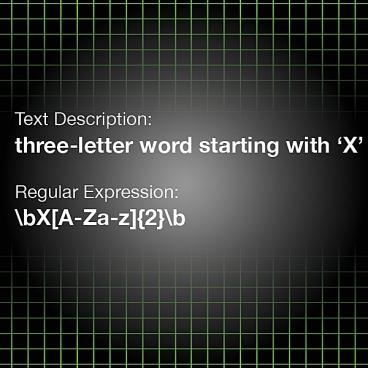 Text Description:
three-letter word starting with ‘X’
Regular Expression:
\bX[A-Za-z]{2}\b